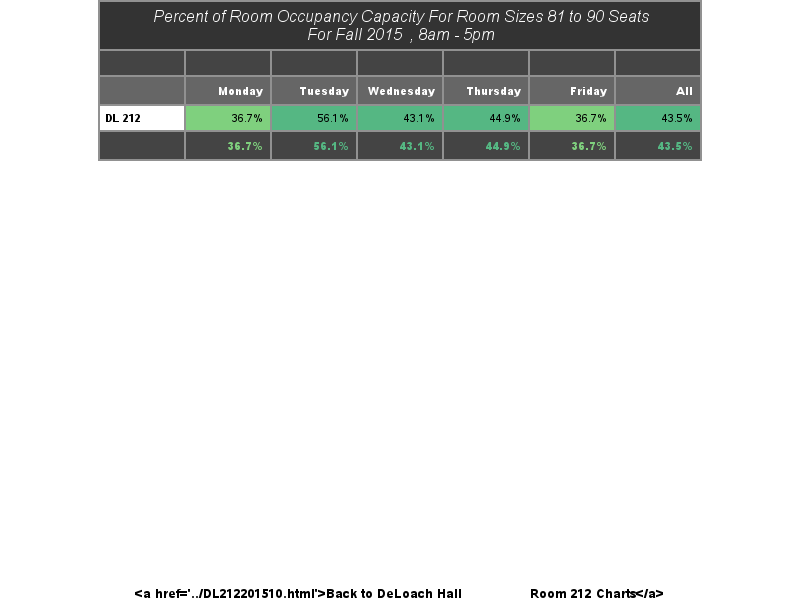 Percent of Room Occupancy Capacity For Room Sizes 81 to 90 Seats
For Fall 2015 , 8am - 5pm
Monday Tuesday Wednesday Thursday Friday All
DL 212 36.7% 56.1% 43.1% 44.9% 36.7% 43.5%
36.7% 56.1% 43.1% 44.9% 36.7% 43.5%
<a href='../DL212201510.html'>Back to DeLoach Hall Room 212 Charts</a>